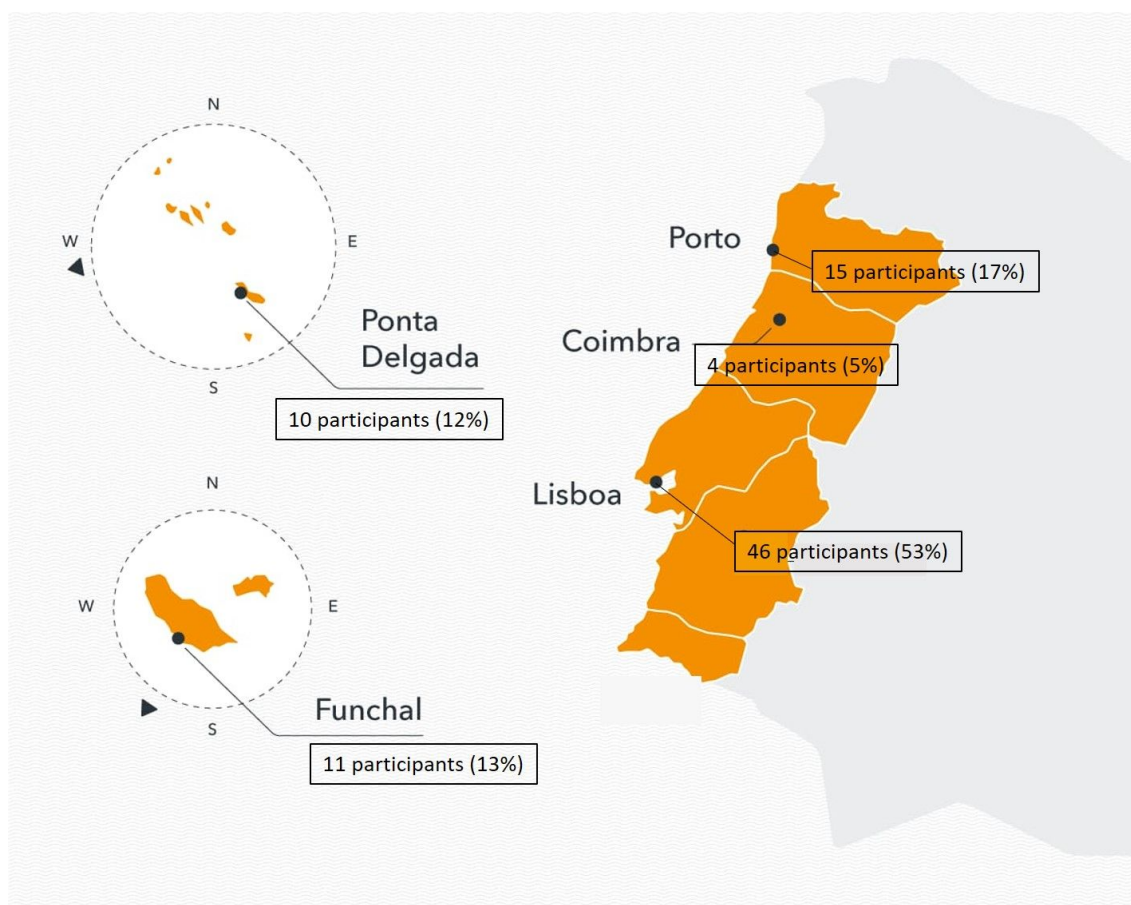 N
W
E
S
Ponta
Delgada
10 participants (12%)
N
W
E
S
Funchal
11 participants (13%)
Porto
15 participants (17%)
Coimbra
4 participants (5%)
Lisboa
46 participants (53%)